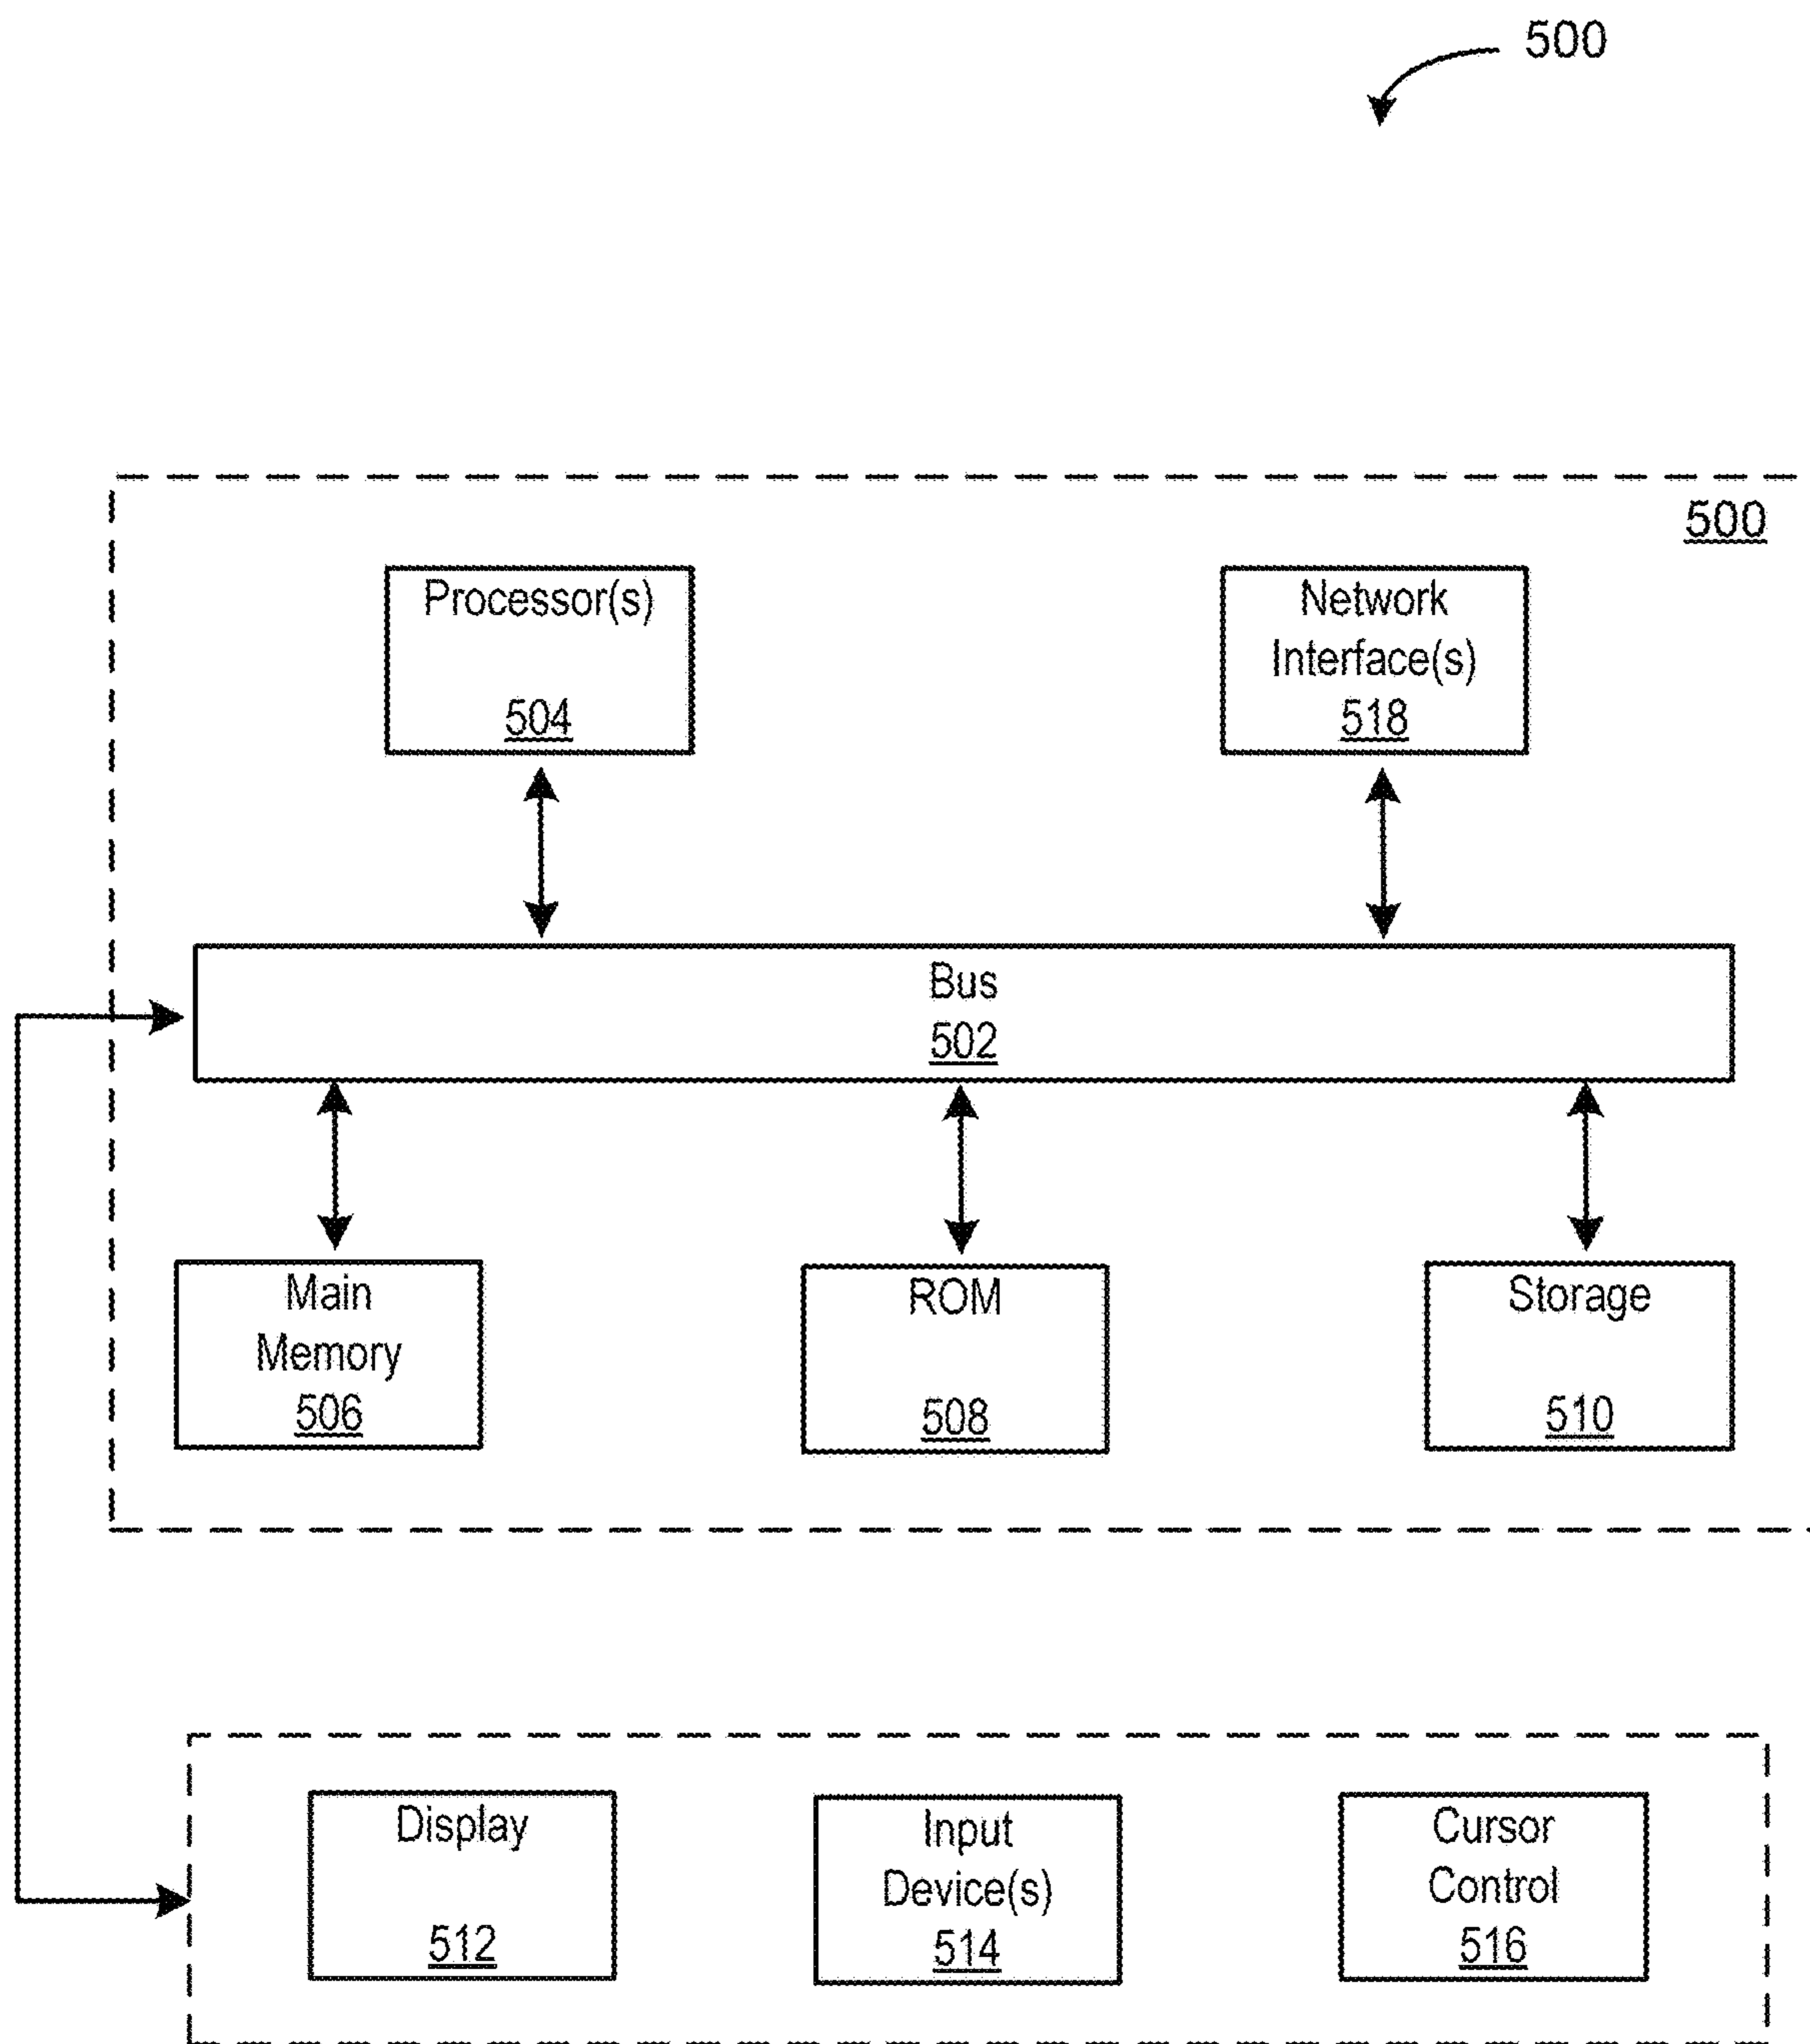 500
500
Processor(s)
504
Network
Interface(s)
518
Bus
502
Main
Memory
506
ROM
508
Storage
510
Display
512
Input
Device(s)
514
Cursor
Control
516